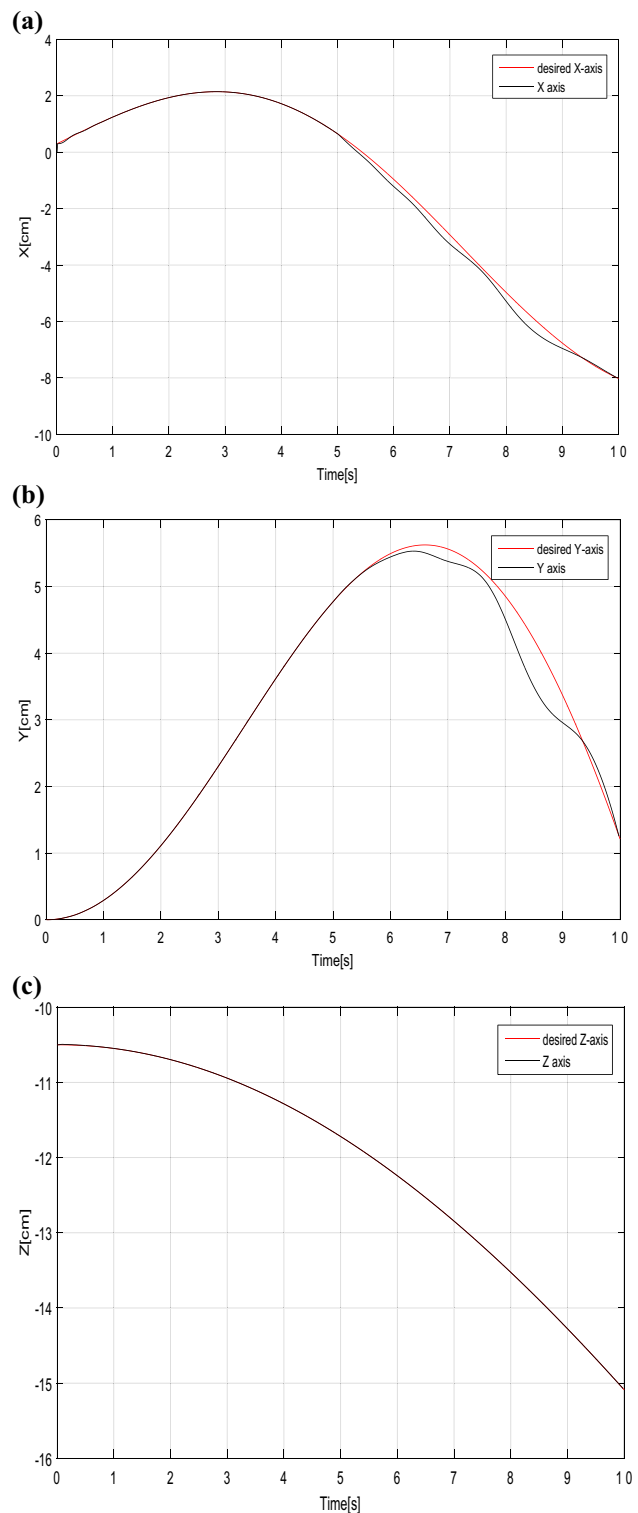 (a)
4
2
0
-2
-4
-6
-8
-10
X[cm]
desired X-axis
X axis
0 1 2 3 4 5 6 7 8 9 1 0
Time[s]
(b)
6
5
4
3
2
1
0
Y[cm]
desired Y-axis
Y axis
0 1 2 3 4 5 6 7 8 9 1 0
Time[s]
(c)
-10
-11
-12
-13
-14
-15
-16
Z[cm]
desired Z-axis
Z axis
0 1 2 3 4 5 6 7 8 9 1 0
Time[s]